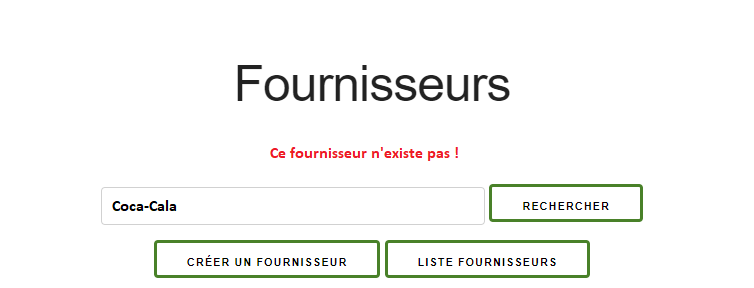 Fournisseurs
Ce fournisseur n'existe pas !
Coca-Cala
RECHERCHER
CRÉER UN FOURNISSEUR
LISTE FOURNISSEURS